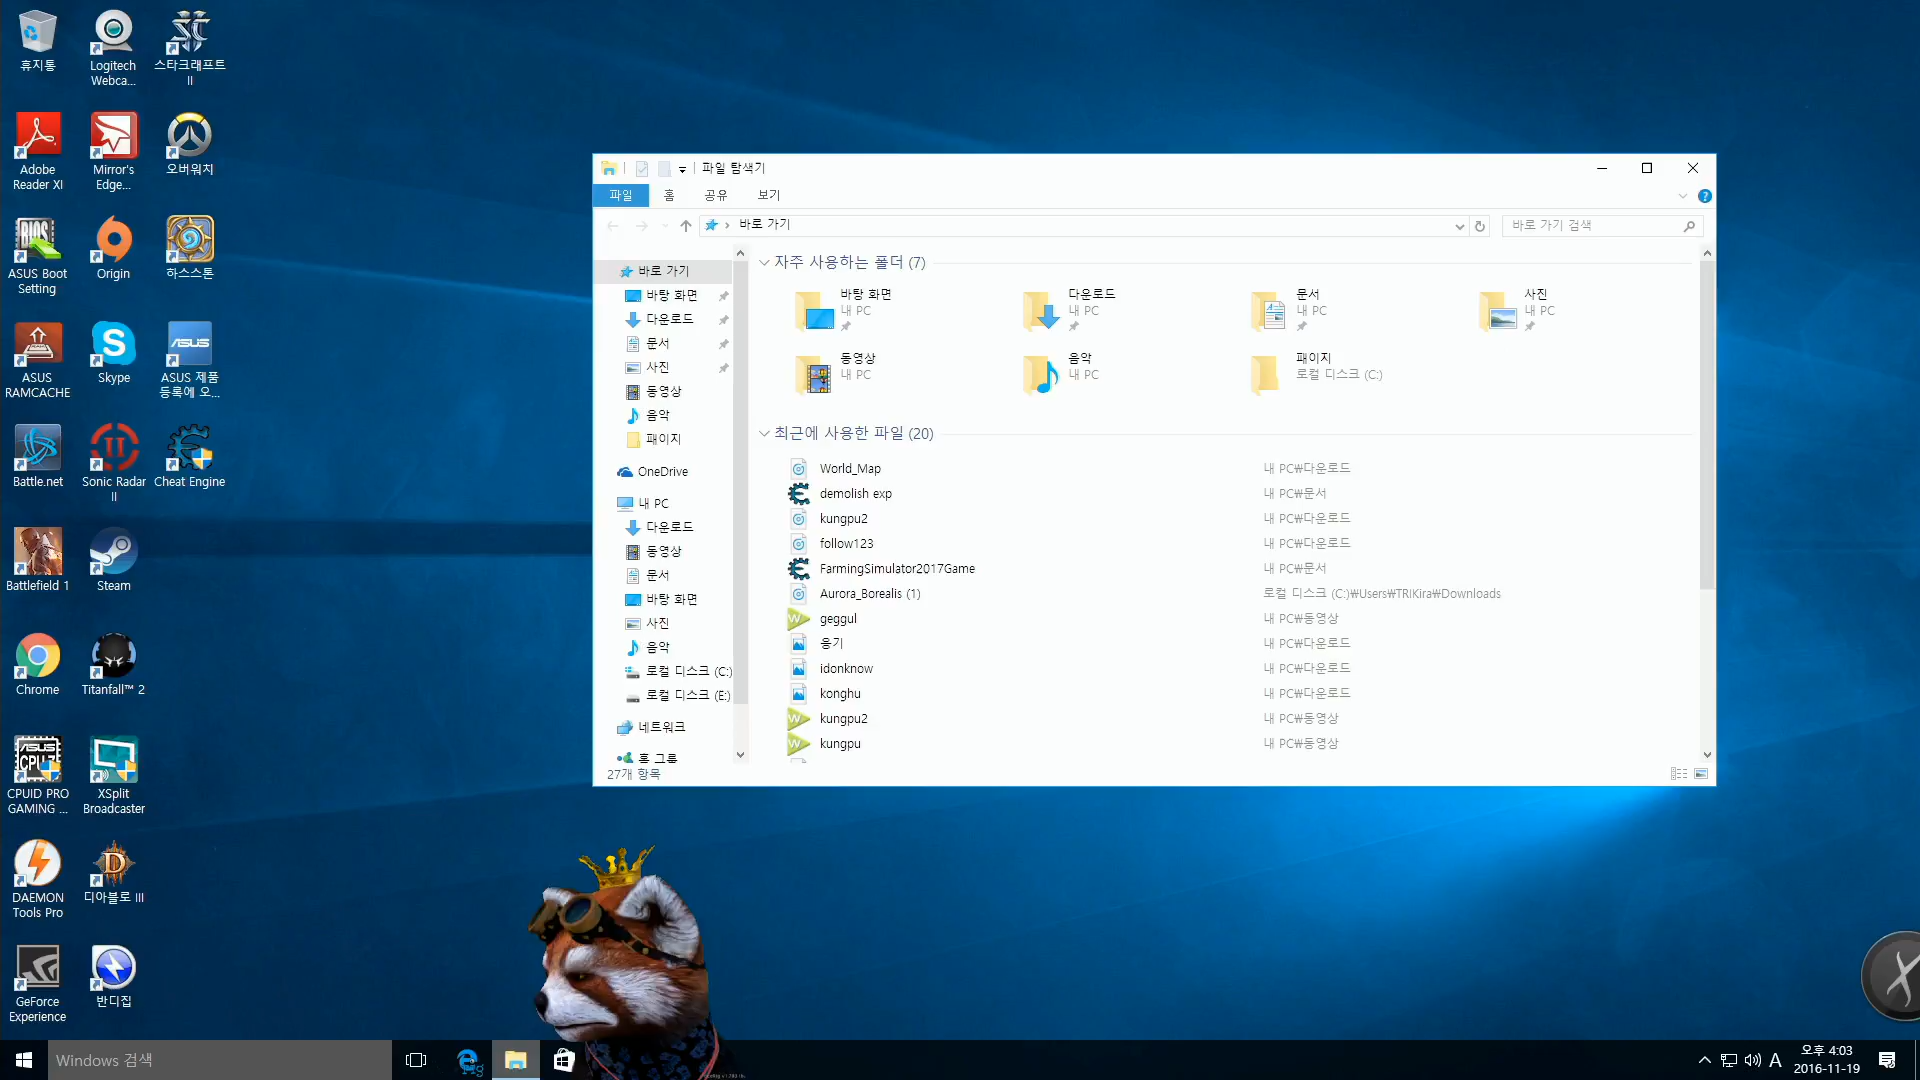 휴지통
Logitech
Webca...
스타크래프트
II
Adobe
Reader XI
Mirror's
Edge...
오버워치
BIOS
ASUS Boot
Setting
Origin
하스스톤
ASUS
RAMCACHE
Skype
ASUS
ASUS 제품
등록에 오...
Battle.net
Sonic Radar
II
Cheat Engine
Battlefield 1
Steam
Chrome
Titanfall™ 2
CPUID PRO
GAMING ...
XSplit
Broadcaster
DAEMON
Tools Pro
디아블로 III
GeForce
Experience
반디집
파일 탐색기
파일 홈 공유 보기
바로 가기
바로 가기 검색
바로 가기
바탕 화면
다운로드
문서
사진
동영상
음악
페이지
OneDrive
내 PC
다운로드
동영상
문서
바탕 화면
사진
음악
로컬 디스크 (C:)
로컬 디스크 (E:)
네트워크
홈 그룹
27개 항목
자주 사용하는 폴더 (7)
바탕 화면
내 PC
다운로드
내 PC
문서
내 PC
사진
내 PC
동영상
내 PC
음악
내 PC
페이지
로컬 디스크 (C:)
최근에 사용한 파일 (20)
World_Map 내 PC₩다운로드
demolish exp 내 PC₩문서
kungpu2 내 PC₩다운로드
follow123 내 PC₩다운로드
FarmingSimulator2017Game 내 PC₩문서
Aurora_Borealis (1) 로컬 디스크 (C:)₩Users₩TRIKira₩Downloads
geggul 내 PC₩동영상
응기 내 PC₩다운로드
idonknow 내 PC₩다운로드
konghu 내 PC₩다운로드
kungpu2 내 PC₩동영상
kungpu 내 PC₩동영상
Windows 검색
A
오후 4:03
2016-11-19